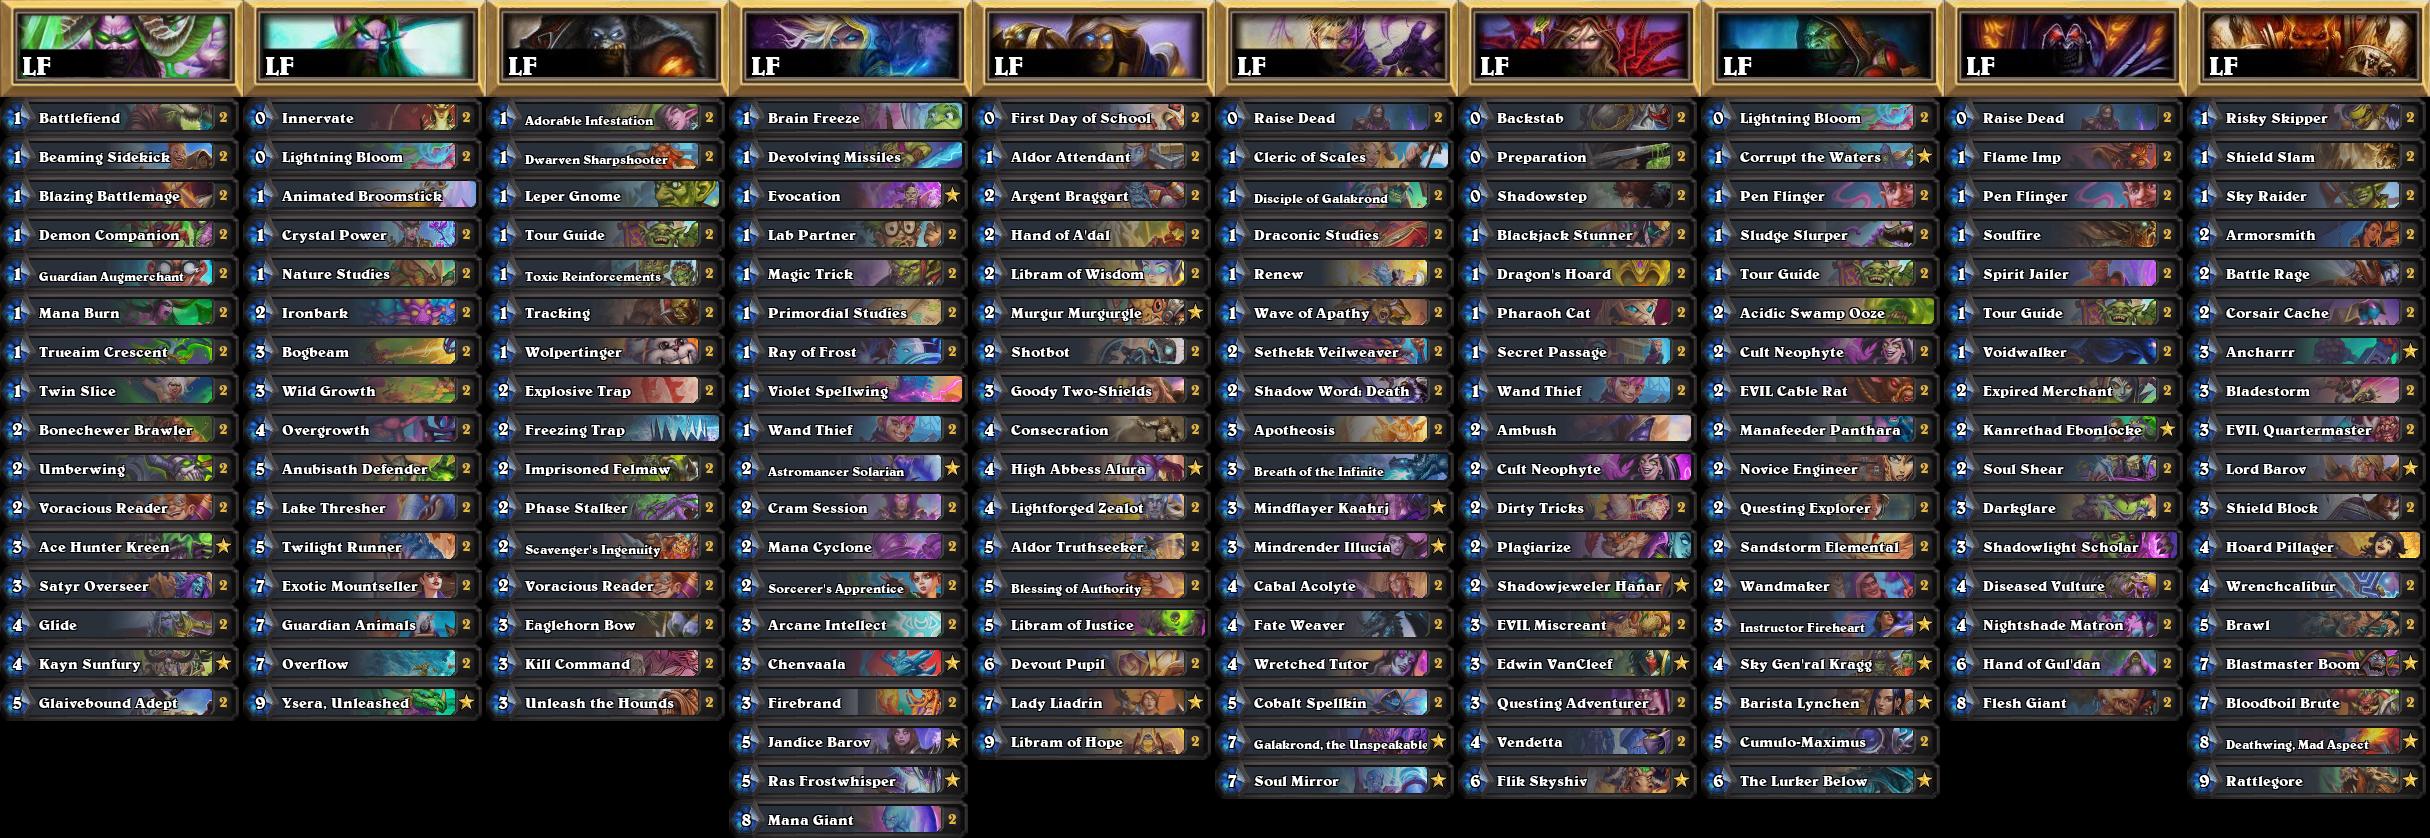 LF
1 Battlefiend 2
1 Beaming Sidekick 2
1 Blazing Battlemage 2
1 Demon Companion 2
1 Guardian Augmerchant 2
1 Mana Burn 2
1 Trueaim Crescent 2
1 Twin Slice 2
2 Bonechewer Brawler 2
2 Umberwing 2
2 Voracious Reader 2
3 Ace Hunter Kreen
3 Satyr Overseer 2
4 Glide 2
4 Kayn Sunfury
5 Glaivebound Adept 2
LF
0 Innervate 2
0 Lightning Bloom 2
1 Animated Broomstick
1 Crystal Power 2
1 Nature Studies 2
2 Ironbark 2
3 Bogbeam 2
3 Wild Growth 2
4 Overgrowth 2
5 Anubisath Defender 2
5 Lake Thresher 2
5 Twilight Runner 2
7 Exotic Mountseller 2
7 Guardian Animals 2
7 Overflow 2
9 Ysera, Unleashed
LF
1 Adorable Infestation 2
1 Dwarven Sharpshooter 2
1 Leper Gnome
1 Tour Guide 2
1 Toxic Reinforcements 2
1 Tracking 2
1 Wolpertinger 2
2 Explosive Trap 2
2 Freezing Trap
2 Imprisoned Felmaw 2
2 Phase Stalker 2
2 Scavenger's Ingenuity 2
2 Voracious Reader 2
3 Eaglehorn Bow 2
3 Kill Command 2
3 Unleash the Hounds 2
LF
1 Brain Freeze
1 Devolving Missiles
1 Evocation
1 Lab Partner 2
1 Magic Trick 2
1 Primordial Studies 2
1 Ray of Frost 2
1 Violet Spellwing
1 Wand Thief 2
2 Astromancer Solarian
2 Cram Session 2
2 Mana Cyclone 2
2 Sorcerer's Apprentice 2
3 Arcane Intellect 2
3 Chenvaala
3 Firebrand 2
5 Jandice Barov
5 Ras Frostwhisper
8 Mana Giant 2
LF
0 First Day of School 2
1 Aldor Attendant 2
2 Argent Braggart 2
2 Hand of A'dal 2
2 Libram of Wisdom 2
2 Murgur Murgurgle
2 Shotbot 2
3 Goody Two-Shields 2
4 Consecration 2
4 High Abbess Alura
4 Lightforged Zealot 2
5 Aldor Truthseeker 2
5 Blessing of Authority 2
5 Libram of Justice
6 Devout Pupil 2
7 Lady Liadrin
9 Libram of Hope 2
LF
0 Raise Dead 2
1 Cleric of Scales
1 Disciple of Galakrond 2
1 Draconic Studies 2
1 Renew 2
1 Wave of Apathy 2
2 Sethekk Veilweaver 2
2 Shadow Word: Death 2
3 Apotheosis 2
3 Breath of the Infinite
3 Mindflayer Kaahrj
3 Mindrender Illucia
4 Cabal Acolyte 2
4 Fate Weaver 2
4 Wretched Tutor 2
5 Cobalt Spellkin 2
7 Galakrond, the Unspeakable
7 Soul Mirror
LF
0 Backstab 2
0 Preparation 2
0 Shadowstep 2
1 Blackjack Stunner 2
1 Dragon's Hoard 2
1 Pharaoh Cat 2
1 Secret Passage 2
1 Wand Thief 2
2 Ambush
2 Cult Neophyte
2 Dirty Tricks 2
2 Plagiarize
2 Shadowjeweler Hanar
3 EVIL Miscreant 2
3 Edwin VanCleef
3 Questing Adventurer 2
4 Vendetta 2
6 Flik Skyshiv
LF
0 Lightning Bloom 2
1 Corrupt the Waters
1 Pen Flinger 2
1 Sludge Slurper 2
1 Tour Guide 2
2 Acidic Swamp Ooze
2 Cult Neophyte 2
2 EVIL Cable Rat 2
2 Manafeeder Panthara 2
2 Novice Engineer 2
2 Questing Explorer 2
2 Sandstorm Elemental 2
2 Wandmaker 2
3 Instructor Fireheart
4 Sky Gen'ral Kragg
5 Barista Lynchen
5 Cumulo-Maximus 2
6 The Lurker Below
LF
0 Raise Dead 2
1 Flame Imp 2
1 Pen Flinger 2
1 Soulfire 2
1 Spirit Jailer 2
1 Tour Guide 2
1 Voidwalker 2
2 Expired Merchant 2
2 Kanrethad Ebonlocke
2 Soul Shear 2
3 Darkglare 2
3 Shadowlight Scholar
4 Diseased Vulture 2
4 Nightshade Matron 2
6 Hand of Gul'dan 2
8 Flesh Giant 2
LF
1 Risky Skipper 2
1 Shield Slam 2
1 Sky Raider 2
2 Armorsmith 2
2 Battle Rage 2
2 Corsair Cache 2
3 Ancharrr
3 Bladestorm 2
3 EVIL Quartermaster 2
3 Lord Barov
3 Shield Block 2
4 Hoard Pillager
4 Wrenchcalibur 2
5 Brawl 2
7 Blastmaster Boom
7 Bloodboil Brute 2
8 Deathwing, Mad Aspect
9 Rattlegore